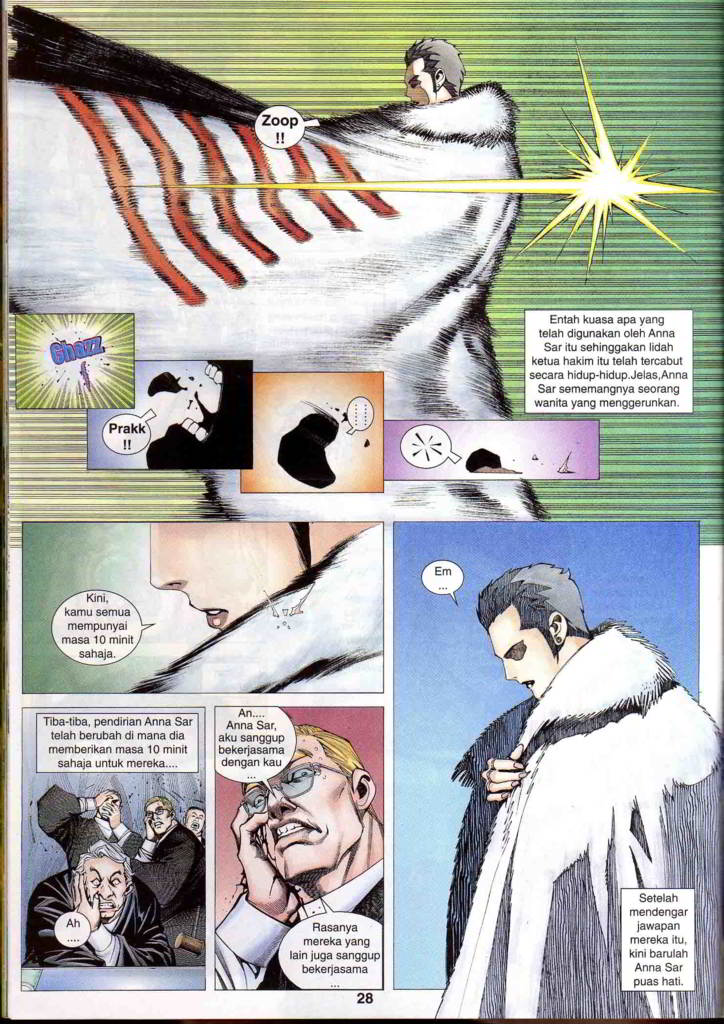 Zoop
!!
Entah kuasa apa yang
telah digunakan oleh Anna
Sar itu sehinggakan lidah
ketua hakim itu telah tercabut
secara hidup-hidup.Jelas,Anna
Sar sememangnya seorang
wanita yang menggerunkan.
Chazz
!
Prakk
!!
Kini,
kamu semua
mempunyai
masa 10 minit
sahaja.
Em
...
Tiba-tiba, pendirian Anna Sar
telah berubah di mana dia
memberikan masa 10 minit
sahaja untuk mereka....
Ah
....
An....
Anna Sar,
aku sanggup
bekerjasama
dengan kau
...
Rasanya
mereka yang
lain juga sanggup
bekerjasama
...
Setelah
mendengar
jawapan
mereka itu,
kini barulah
Anna Sar
puas hati.
28